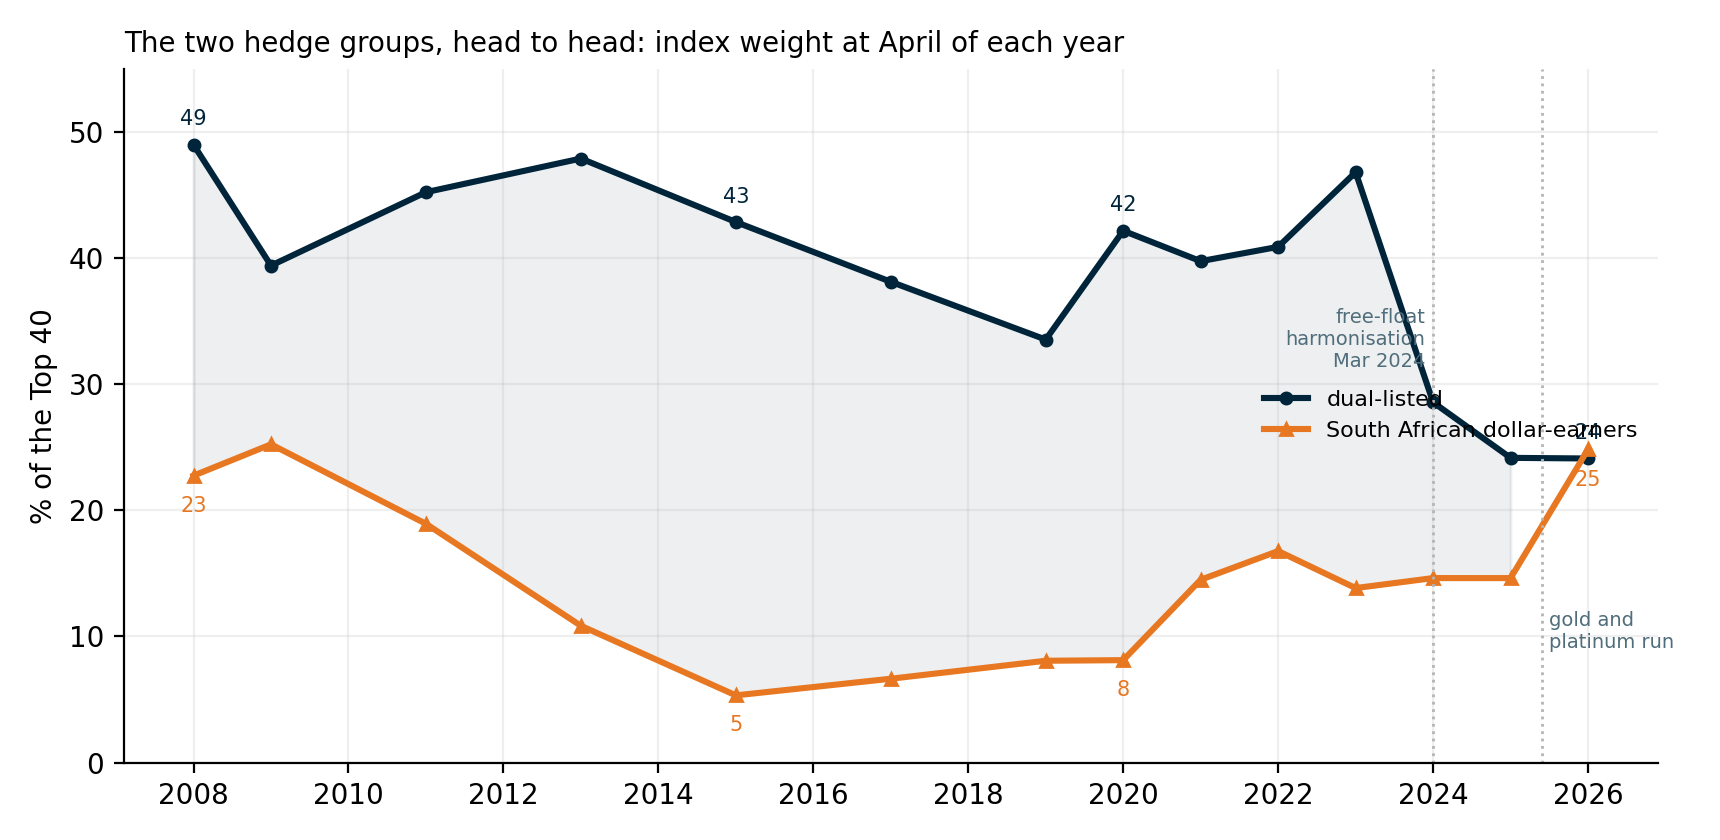 The two hedge groups, head to head: index weight at April of each year
% of the Top 40
50
40
30
20
10
0
49
43
42
24
23
5
8
25
free-float
harmonisation
Mar 2024
dual-listed
South African dollar-earners
gold and
platinum run
2008
2010
2012
2014
2016
2018
2020
2022
2024
2026